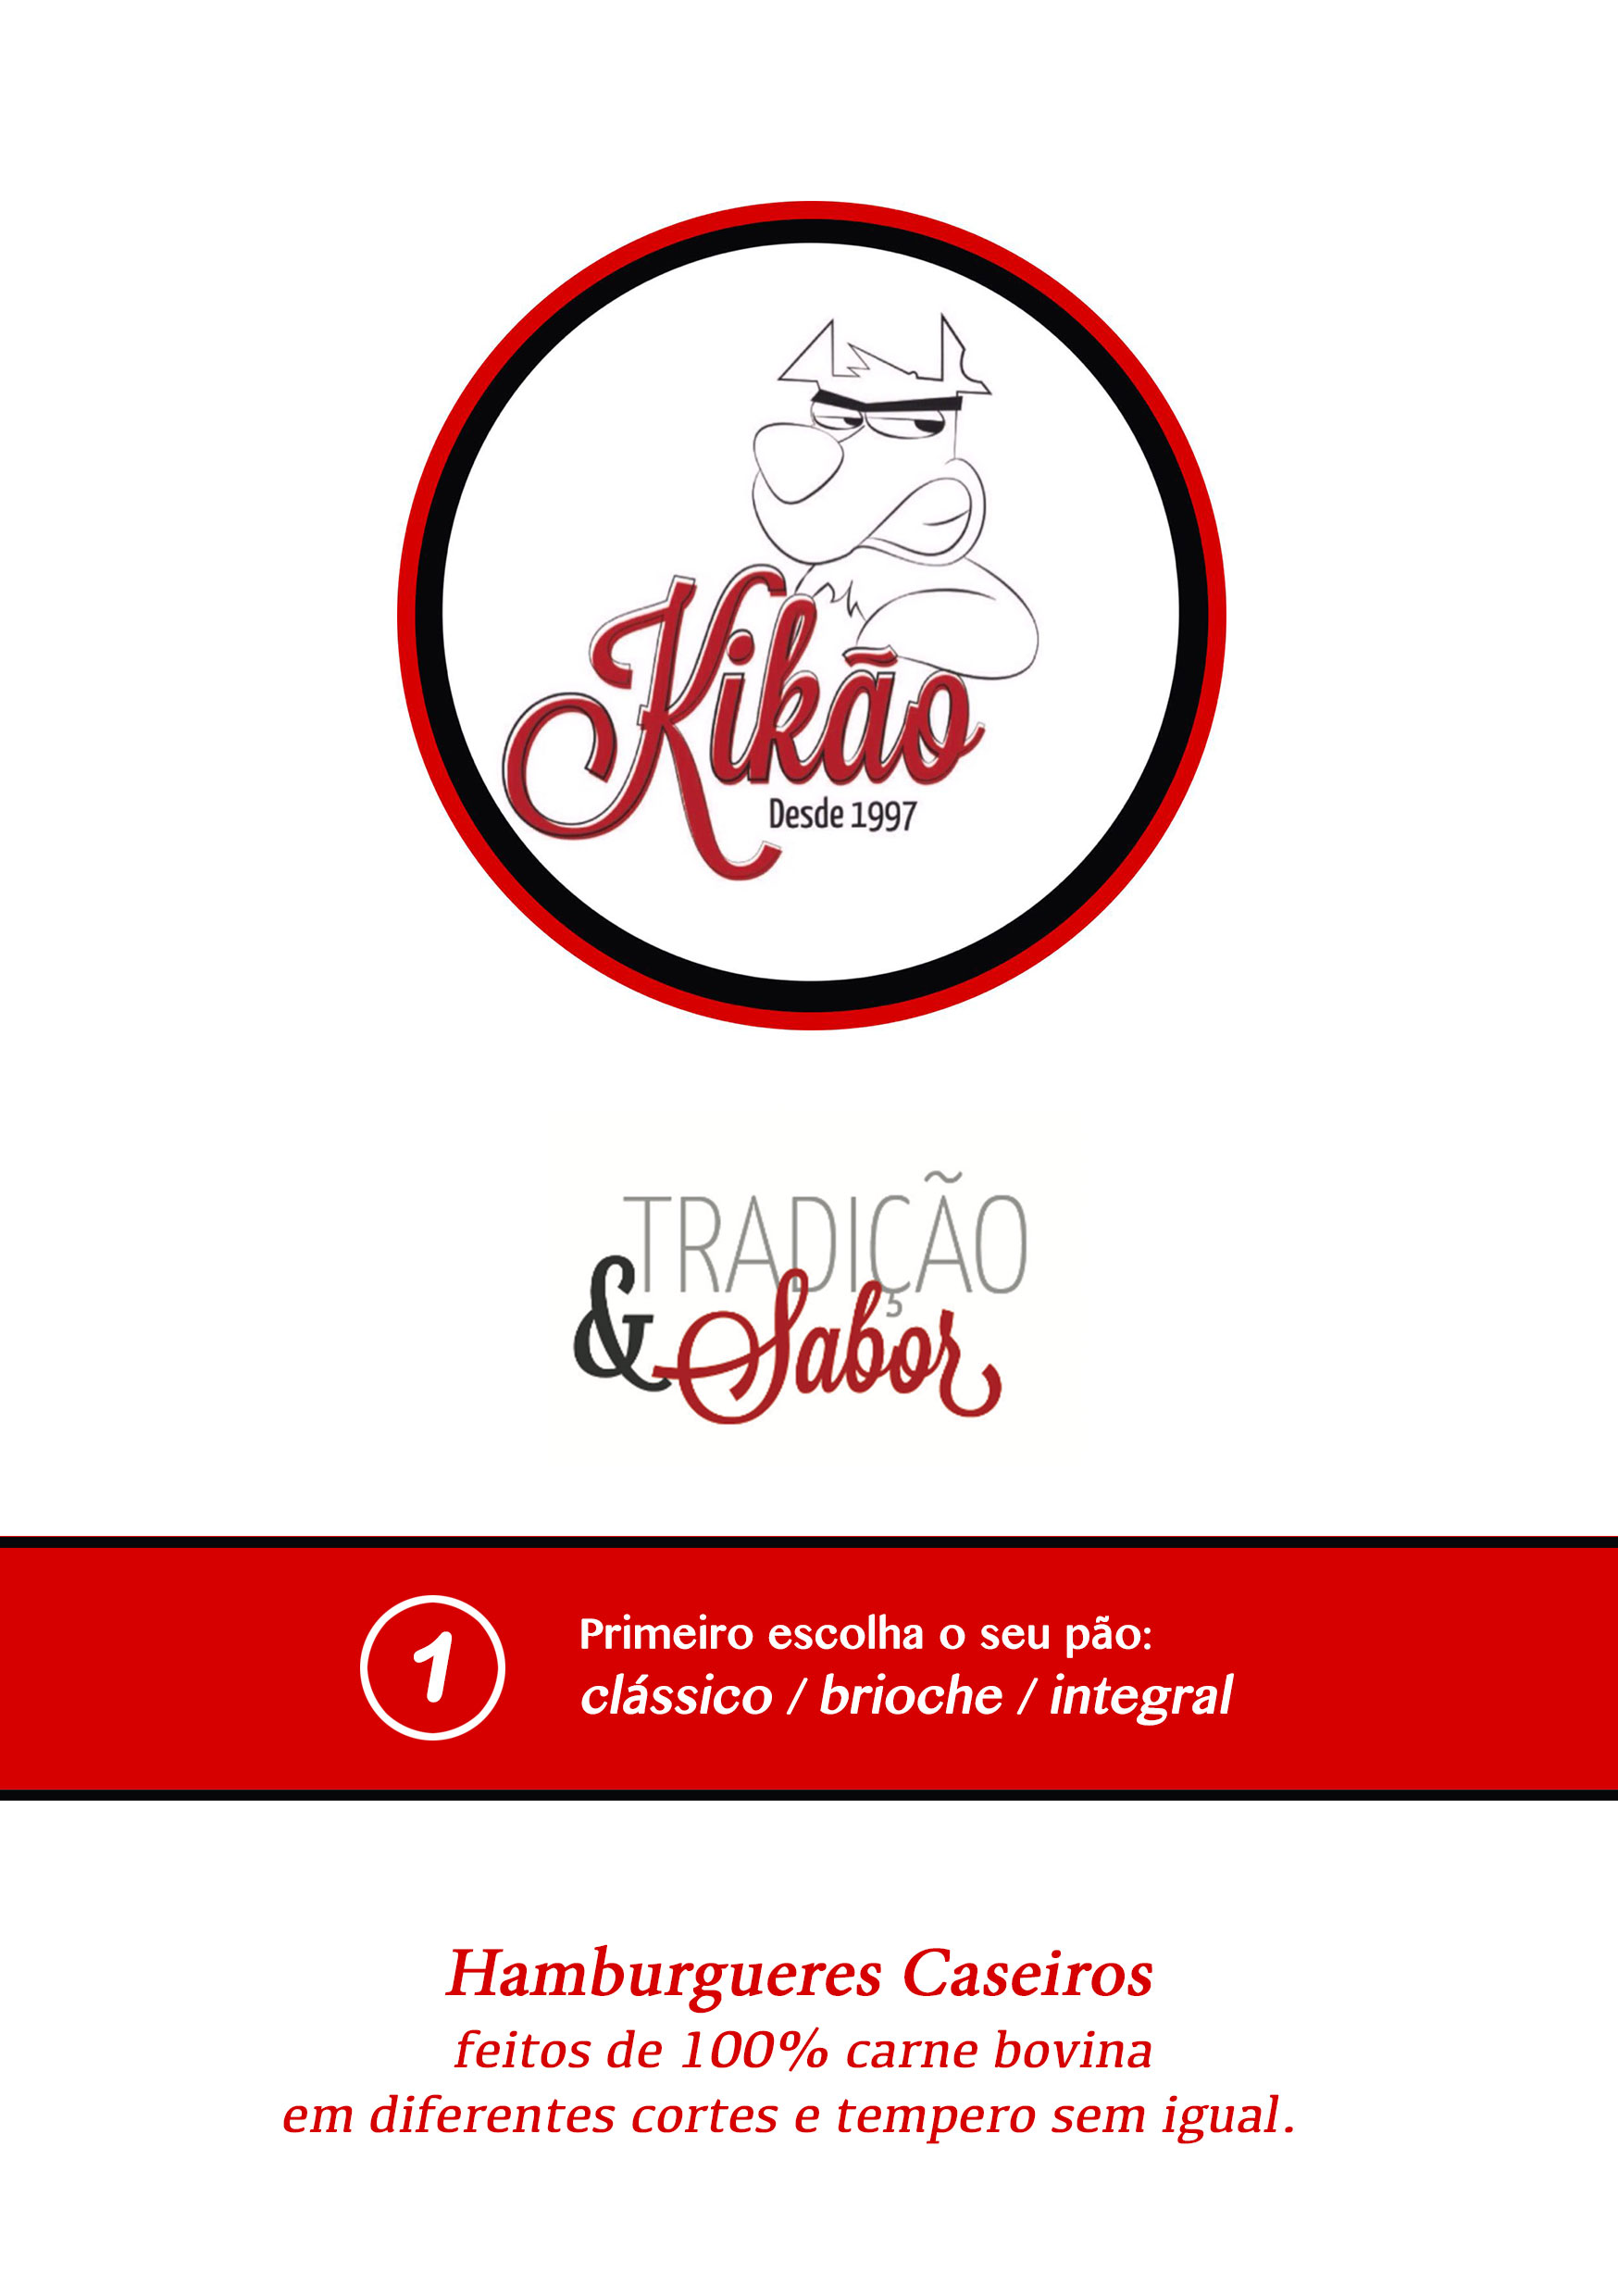 Kikão
Desde 1997
TRADIÇÃO
& Sabor
1
Primeiro escolha o seu pão:
clássico / brioche / integral
Hamburgueres Caseiros
feitos de 100% carne bovina
em diferentes cortes e tempero sem igual.